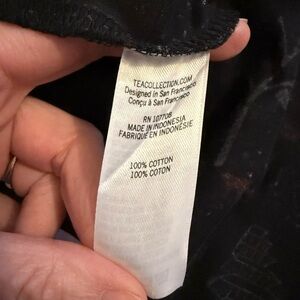 TEACOLLECTION.COM
Designed in San Francisco
Conçu à San Francisco
RN 107708
MADE IN INDONESIA
FABRIQUÉ EN INDONÉSIE
100% COTTON
100% COTON